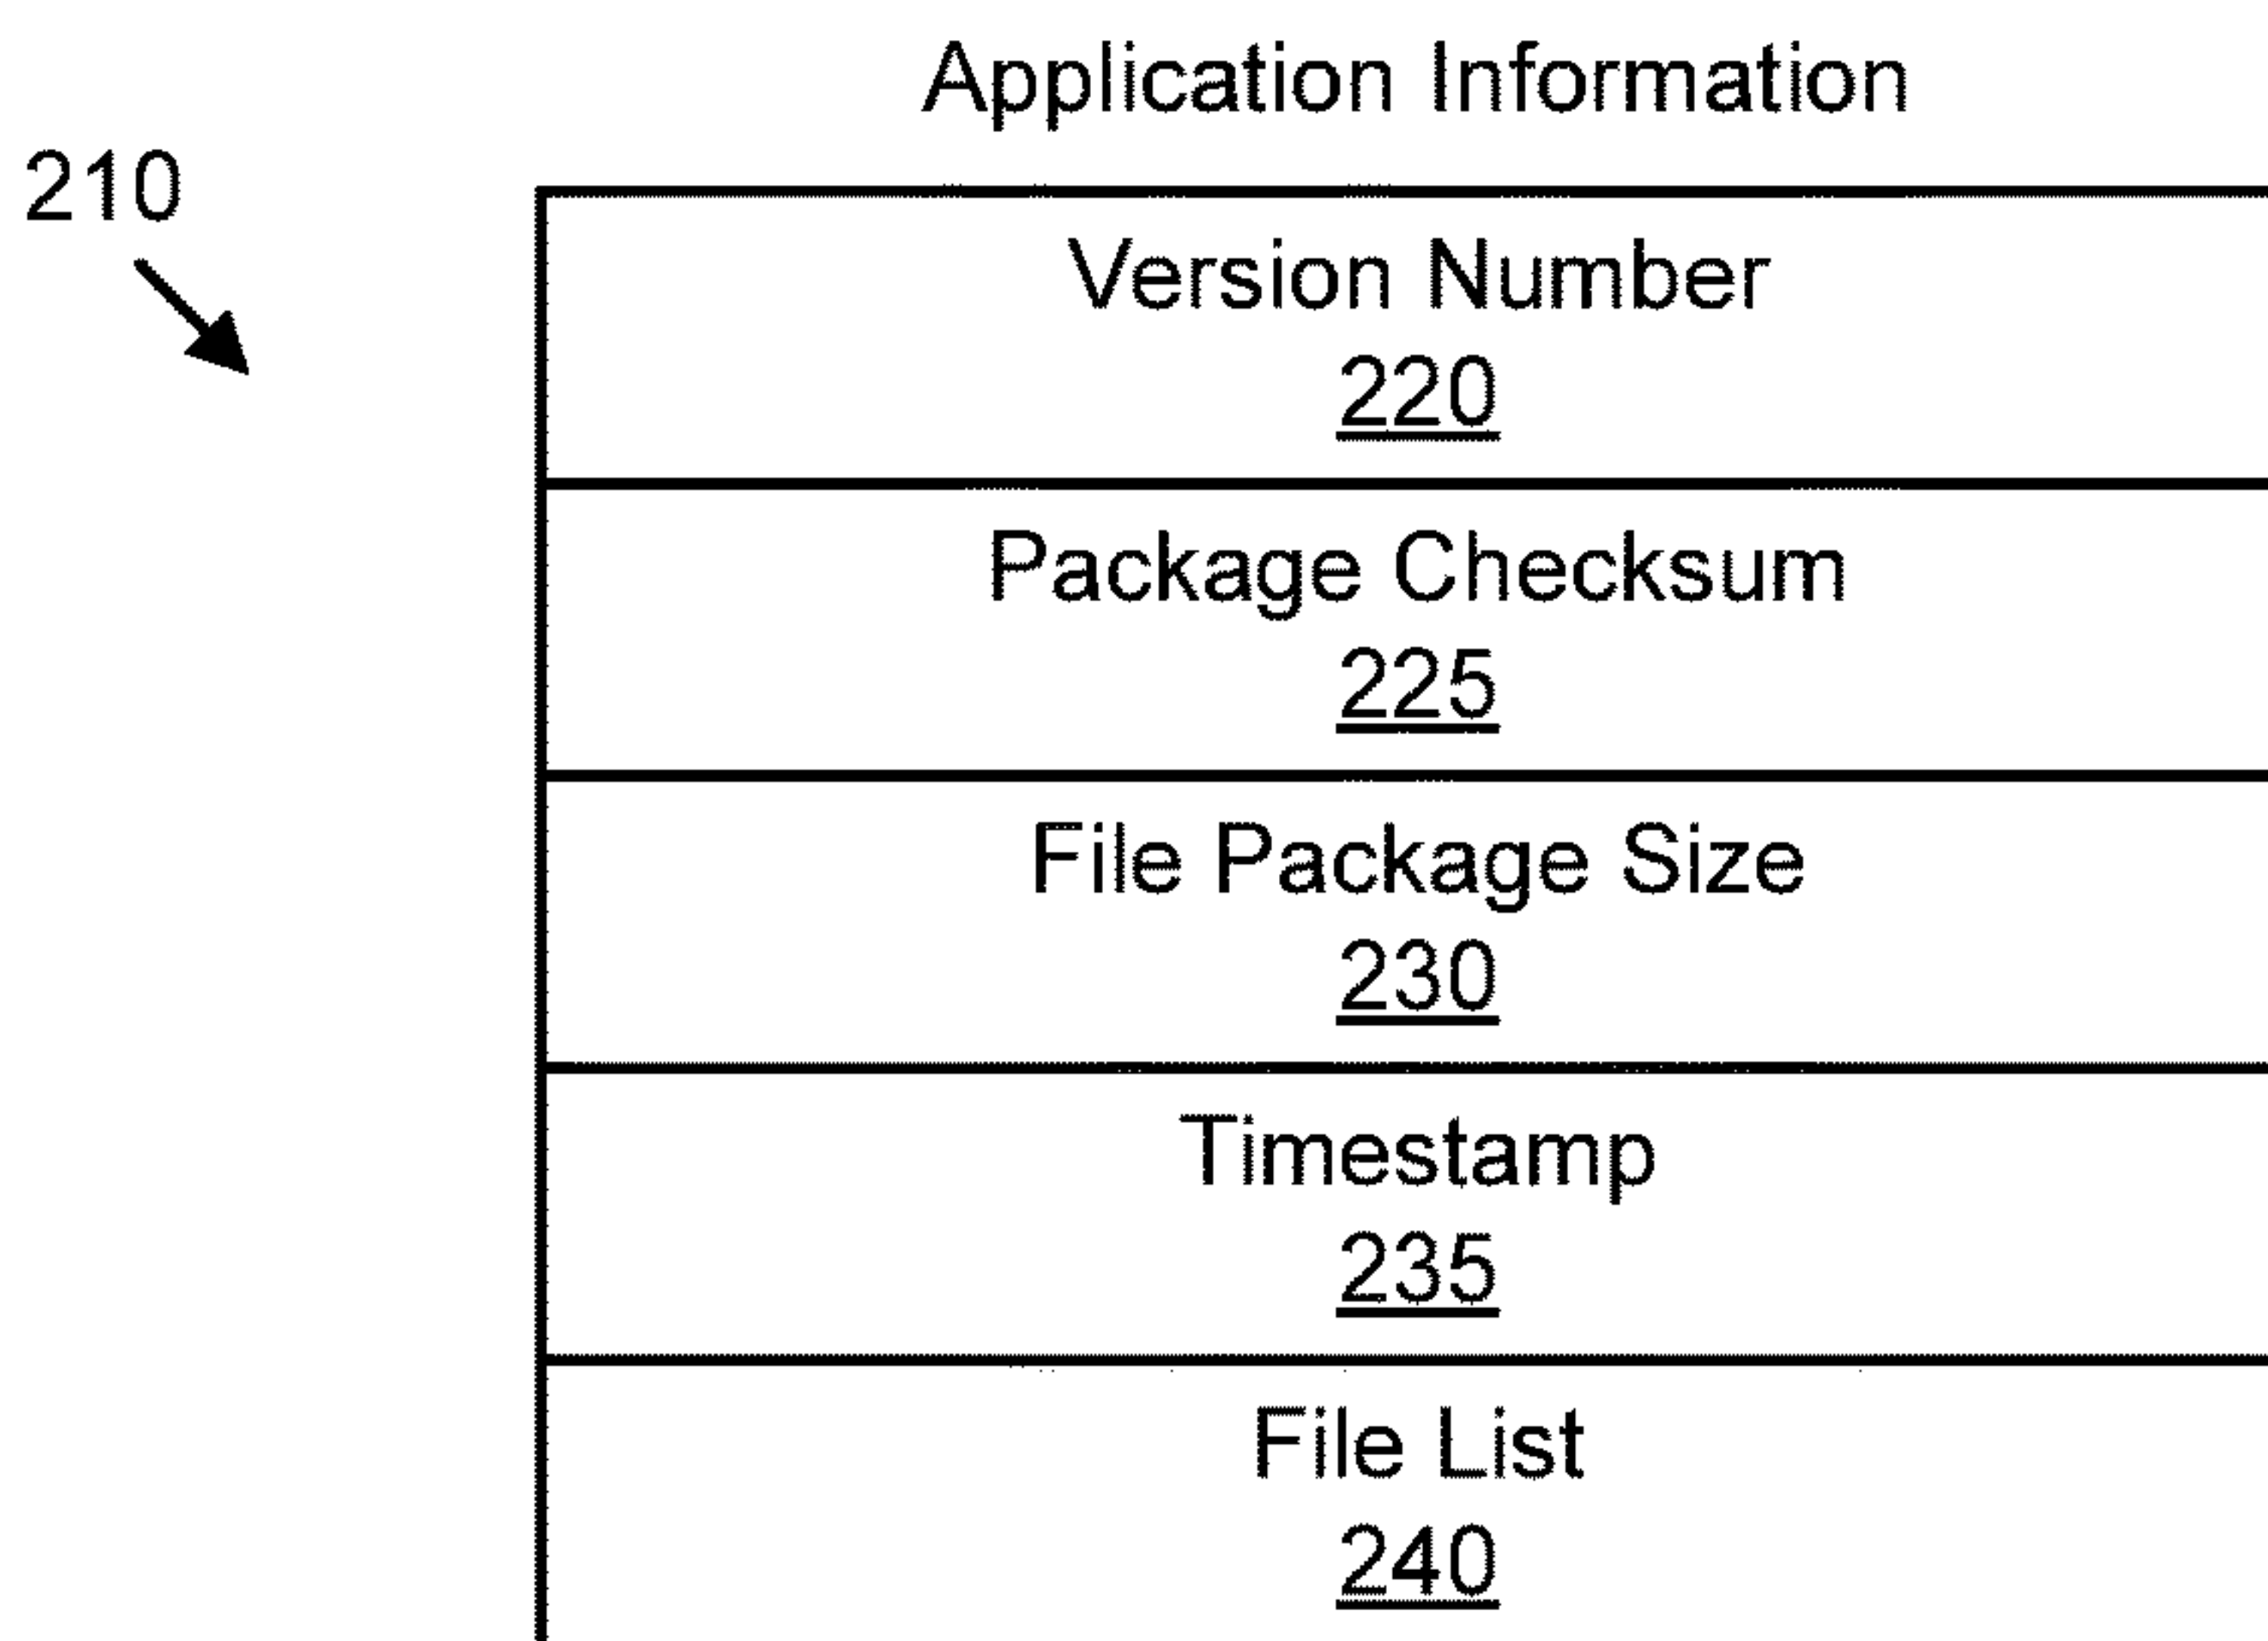 Application Information
210
Version Number
220
Package Checksum
225
File Package Size
230
Timestamp
235
File List
240